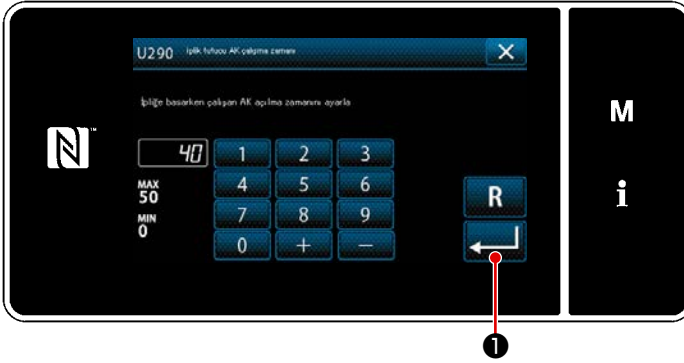 U290 İplik tutucu AK çalışma zamanı
İpliğe basarken çalışan AK açılma zamanını ayarla
40
1 2 3
MAX
50
4 5 6
MIN
0
7 8 9
0 + −
R
M
i
❶